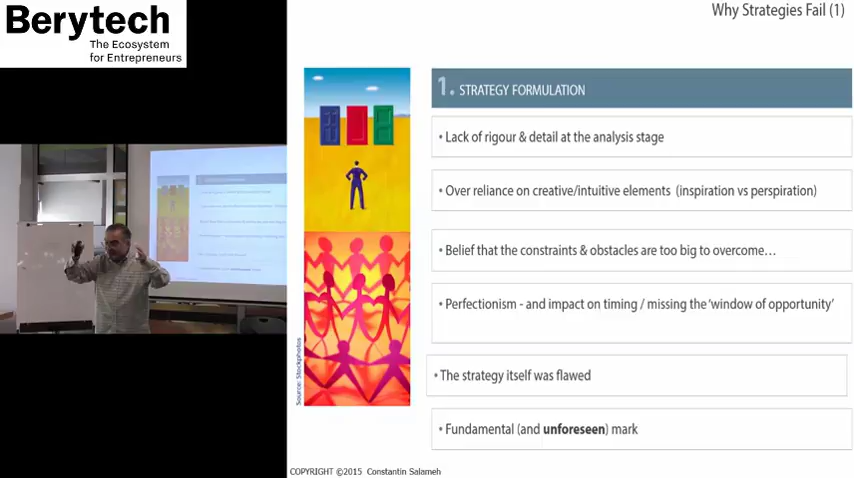 Berytech
The Ecosystem
for Entrepreneurs
Why Strategies Fail (1)
1. STRATEGY FORMULATION
• Lack of rigour & detail at the analysis stage
• Over reliance on creative/intuitive elements (inspiration vs perspiration)
• Belief that the constraints & obstacles are too big to overcome…
• Perfectionism - and impact on timing / missing the ‘window of opportunity’
• The strategy itself was flawed
• Fundamental (and unforeseen) mark
Source: Stockphotos
COPYRIGHT ©2015 Constantin Salameh